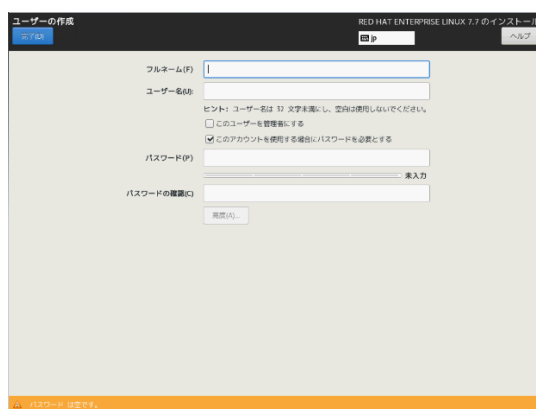 ユーザーの作成
RED HAT ENTERPRISE LINUX 7.7 のインストール
完了(D)
jp
ヘルプ
フルネーム(F)
ユーザー名(U):
ヒント: ユーザー名は 32 文字未満にし、空白は使用しないでください。
このユーザーを管理者にする
このアカウントを使用する場合にパスワードを必要とする
パスワード(P)
未入力
パスワードの確認(C)
高度(A)...
パスワード は空です。